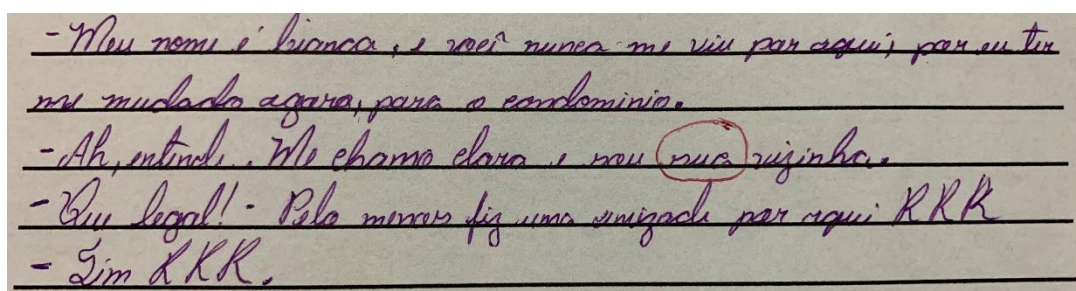 - Meu nome é bianca, e você nunca me viu por aqui, por eu ter
me mudado agora, para o condominio.
- Ah, entendi. Me chamo clara e sou sua vizinha.
- Que legal! - Pelo menos fiz uma amizade por aqui KKK
- Sim KKK.